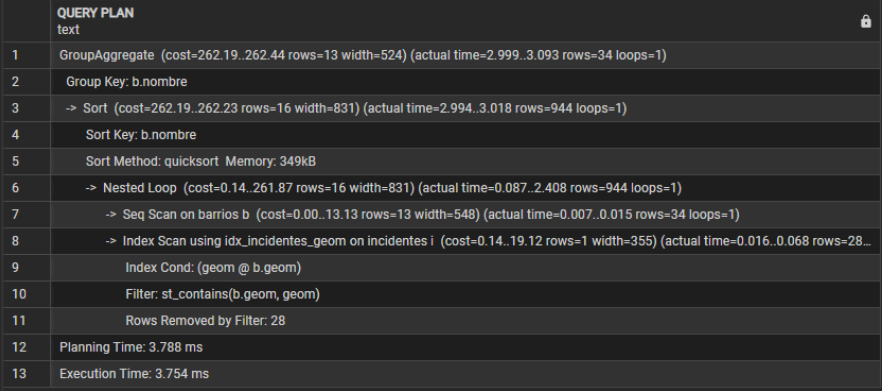 QUERY PLAN
text
1 GroupAggregate (cost=262.19..262.44 rows=13 width=524) (actual time=2.999..3.093 rows=34 loops=1)
2 Group Key: b.nombre
3 -> Sort (cost=262.19..262.23 rows=16 width=831) (actual time=2.994..3.018 rows=944 loops=1)
4 Sort Key: b.nombre
5 Sort Method: quicksort Memory: 349kB
6 -> Nested Loop (cost=0.14..261.87 rows=16 width=831) (actual time=0.087..2.408 rows=944 loops=1)
7 -> Seq Scan on barrios b (cost=0.00..13.13 rows=13 width=548) (actual time=0.007..0.015 rows=34 loops=1)
8 -> Index Scan using idx_incidentes_geom on incidentes i (cost=0.14..19.12 rows=1 width=355) (actual time=0.016..0.068 rows=28...
9 Index Cond: (geom @ b.geom)
10 Filter: st_contains(b.geom, geom)
11 Rows Removed by Filter: 28
12 Planning Time: 3.788 ms
13 Execution Time: 3.754 ms